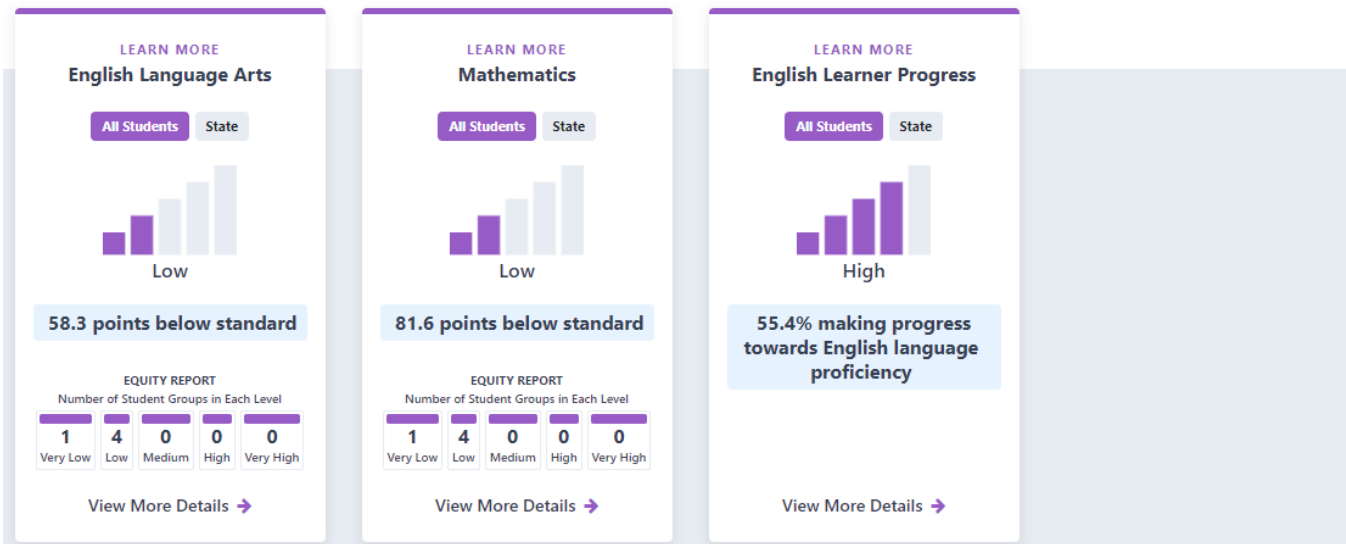 LEARN MORE
English Language Arts
All Students State
Low
58.3 points below standard
EQUITY REPORT
Number of Student Groups in Each Level
1 4 0 0 0
Very Low Low Medium High Very High
View More Details
LEARN MORE
Mathematics
All Students State
Low
81.6 points below standard
EQUITY REPORT
Number of Student Groups in Each Level
1 4 0 0 0
Very Low Low Medium High Very High
View More Details
LEARN MORE
English Learner Progress
All Students State
High
55.4% making progress
towards English language
proficiency
View More Details